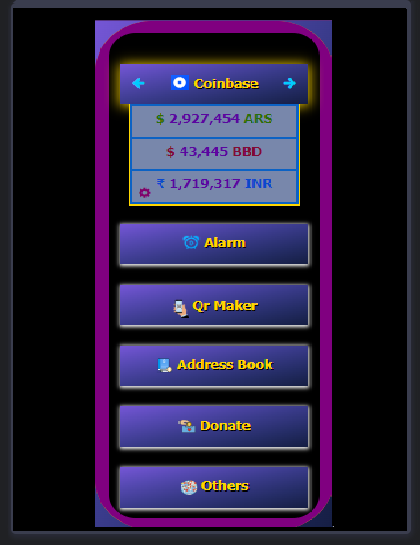 Coinbase
$ 2,927,454 ARS
$ 43,445 BBD
₹ 1,719,317 INR
Alarm
Qr Maker
Address Book
Donate
Others